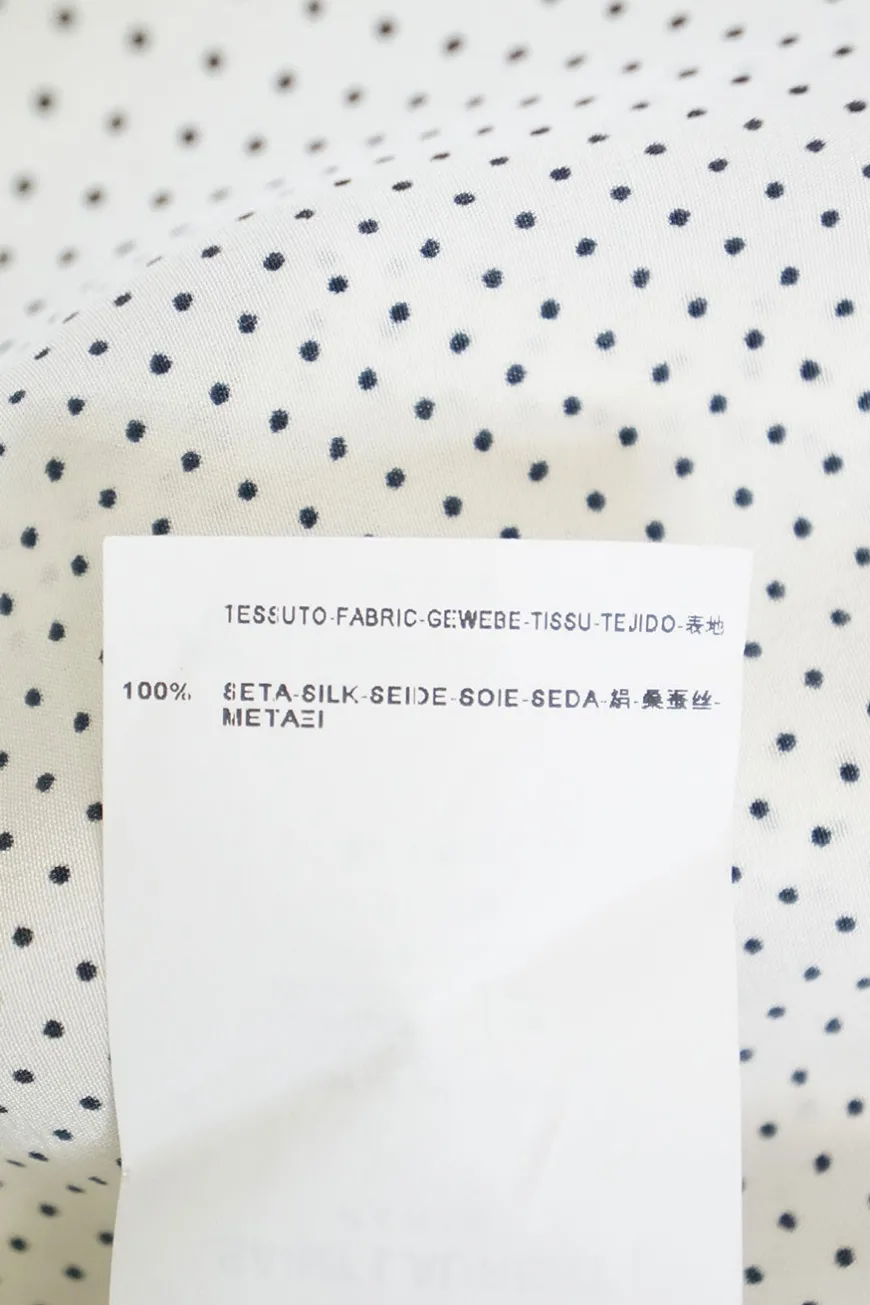 TESSUTO-FABRIC-GEWEBE-TISSU-TEJIDO-表地
100% SETA-SILK-SEIDE-SOIE-SEDA-絹-桑蚕丝-
METAΞI